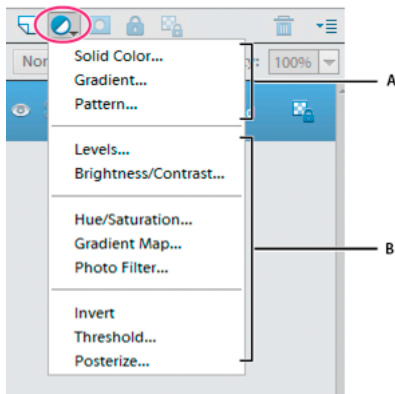 Nor
100%
Solid Color...
Gradient...
Pattern...
A
Levels...
Brightness/Contrast...
Hue/Saturation...
Gradient Map...
Photo Filter...
B
Invert
Threshold...
Posterize...